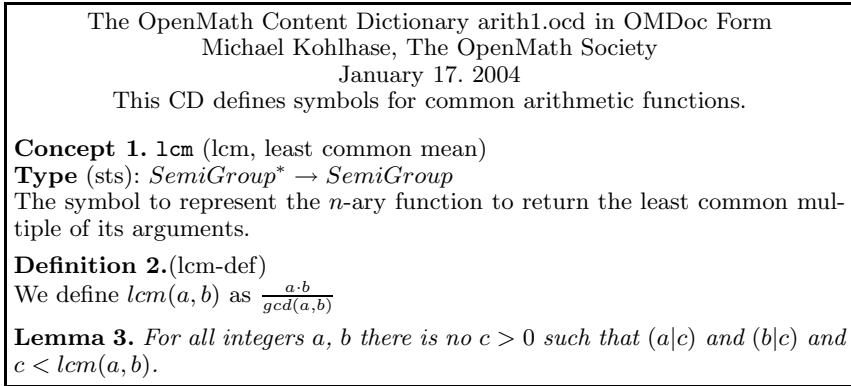 The OpenMath Content Dictionary arith1.ocd in OMDoc Form
Michael Kohlhase, The OpenMath Society
January 17. 2004
This CD defines symbols for common arithmetic functions.
Concept 1. lcm (lcm, least common mean)
Type (sts): SemiGroup* → SemiGroup
The symbol to represent the n-ary function to return the least common mul-
tiple of its arguments.
Definition 2.(lcm-def)
We define lcm(a, b) as a·b/gcd(a,b)
Lemma 3. For all integers a, b there is no c > 0 such that (a|c) and (b|c) and
c < lcm(a, b).